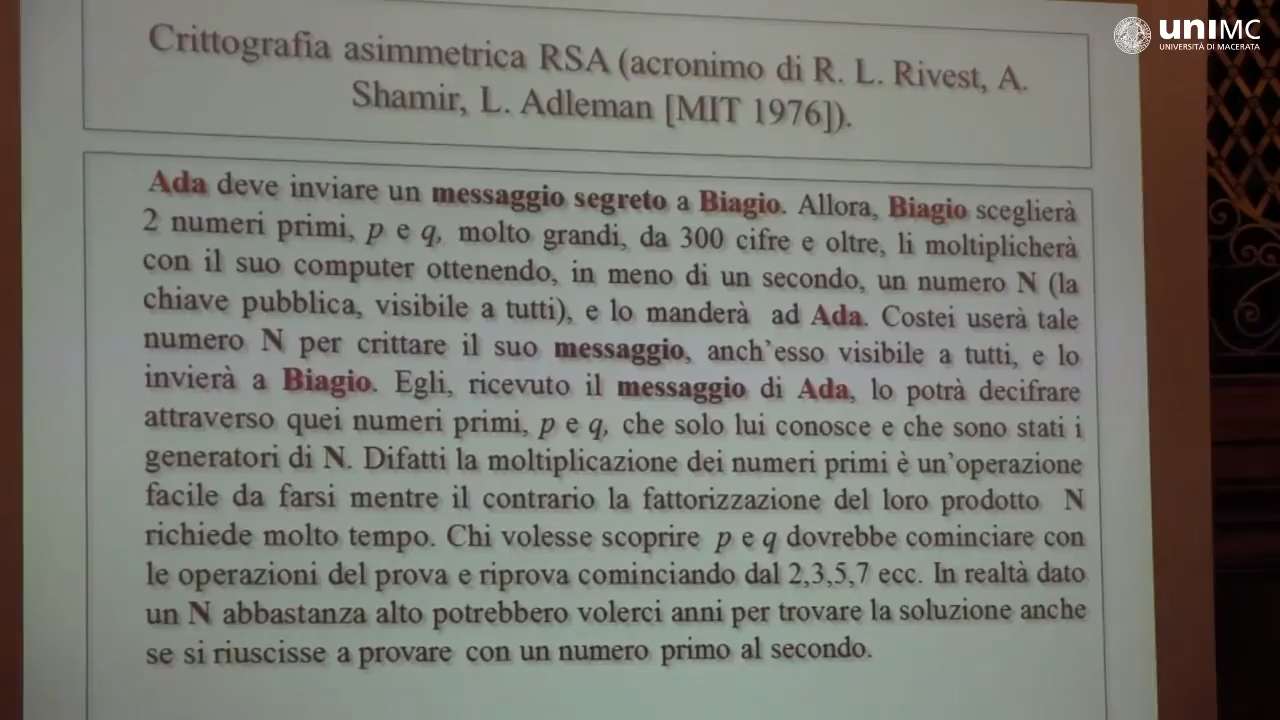 uniMC
UNIVERSITÀ DI MACERATA
Crittografia asimmetrica RSA (acronimo di R. L. Rivest, A.
Shamir, L. Adleman [MIT 1976]).
Ada deve inviare un messaggio segreto a Biagio. Allora, Biagio sceglierà
2 numeri primi, p e q, molto grandi, da 300 cifre e oltre, li moltiplicherà
con il suo computer ottenendo, in meno di un secondo, un numero N (la
chiave pubblica, visibile a tutti), e lo manderà ad Ada. Costei userà tale
numero N per crittare il suo messaggio, anch'esso visibile a tutti, e lo
invierà a Biagio. Egli, ricevuto il messaggio di Ada, lo potrà decifrare
attraverso quei numeri primi, p e q, che solo lui conosce e che sono stati i
generatori di N. Difatti la moltiplicazione dei numeri primi è un'operazione
facile da farsi mentre il contrario la fattorizzazione del loro prodotto N
richiede molto tempo. Chi volesse scoprire p e q dovrebbe cominciare con
le operazioni del prova e riprova cominciando dal 2,3,5,7 ecc. In realtà dato
un N abbastanza alto potrebbero volerci anni per trovare la soluzione anche
se si riuscisse a provare con un numero primo al secondo.